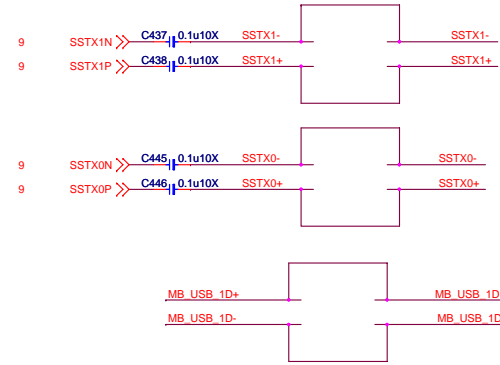 9 SSTX1N C437 0.1u10X SSTX1- SSTX1-
9 SSTX1P C438 0.1u10X SSTX1+ SSTX1+
9 SSTX0N C445 0.1u10X SSTX0- SSTX0-
9 SSTX0P C446 0.1u10X SSTX0+ SSTX0+
MB_USB_1D+ MB_USB_1D
MB_USB_1D- MB_USB_1D